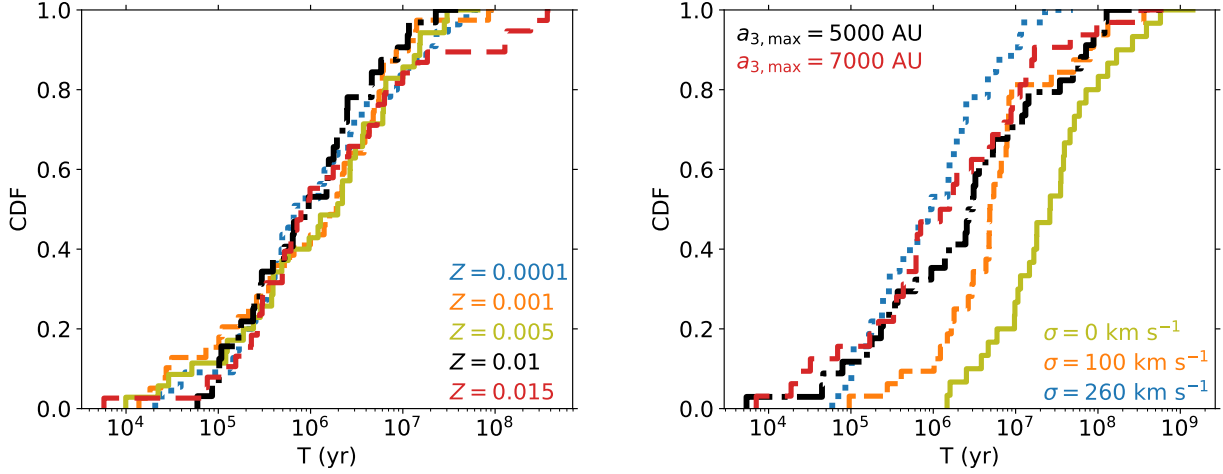 1.0
0.8
0.6
0.4
0.2
0.0
CDF
10⁴ 10⁵ 10⁶ 10⁷ 10⁸
T (yr)
Z = 0.0001
Z = 0.001
Z = 0.005
Z = 0.01
Z = 0.015
1.0
0.8
0.6
0.4
0.2
0.0
CDF
10⁴ 10⁵ 10⁶ 10⁷ 10⁸ 10⁹
T (yr)
a₃,max = 5000 AU
a₃,max = 7000 AU
σ = 0 km s⁻¹
σ = 100 km s⁻¹
σ = 260 km s⁻¹